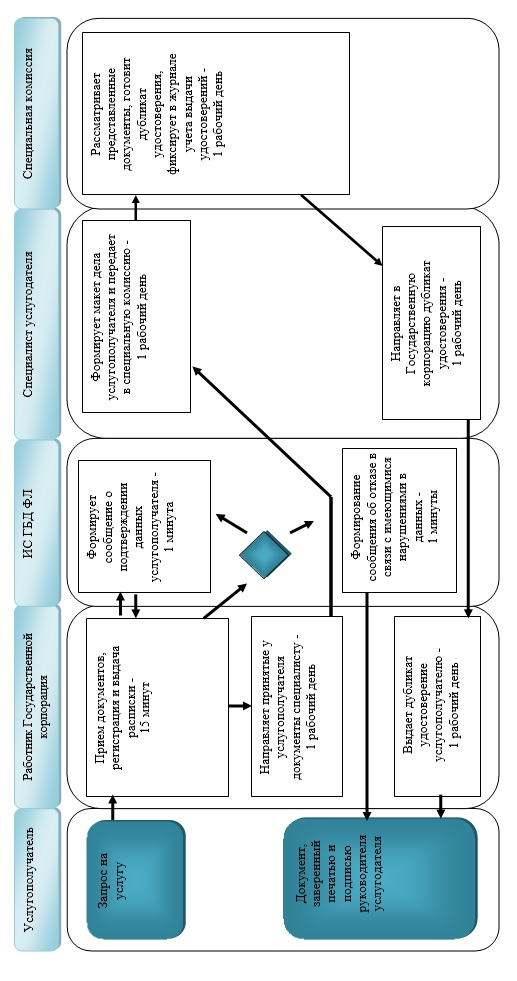 Услугополучатель
Работник Государственной
корпорации
ИС ГБД ФЛ
Специалист услугодателя
Специальная комиссия
Запрос на
услугу
Прием документов,
регистрация и выдача
расписки -
15 минут
Формирует
сообщение о
подтверждении
данных
услугополучателя -
1 минута
Формирует макет дела
услугополучателя и передает
в специальную комиссию -
1 рабочий день
Рассматривает
представленные
документы, готовит
дубликат
удостоверения,
фиксирует в журнале
учета выдачи
удостоверений -
1 рабочий день
Направляет принятые у
услугополучателя
документы специалисту -
1 рабочий день
Формирование
сообщения об отказе в
связи с имеющимися
нарушениями в
данных -
1 минуты
Направляет в
Государственную
корпорацию дубликат
удостоверения -
1 рабочий день
Выдает дубликат
удостоверение
услугополучателю -
1 рабочий день
Документ,
заверенный
печатью и
подписью
руководителя
услугодателя